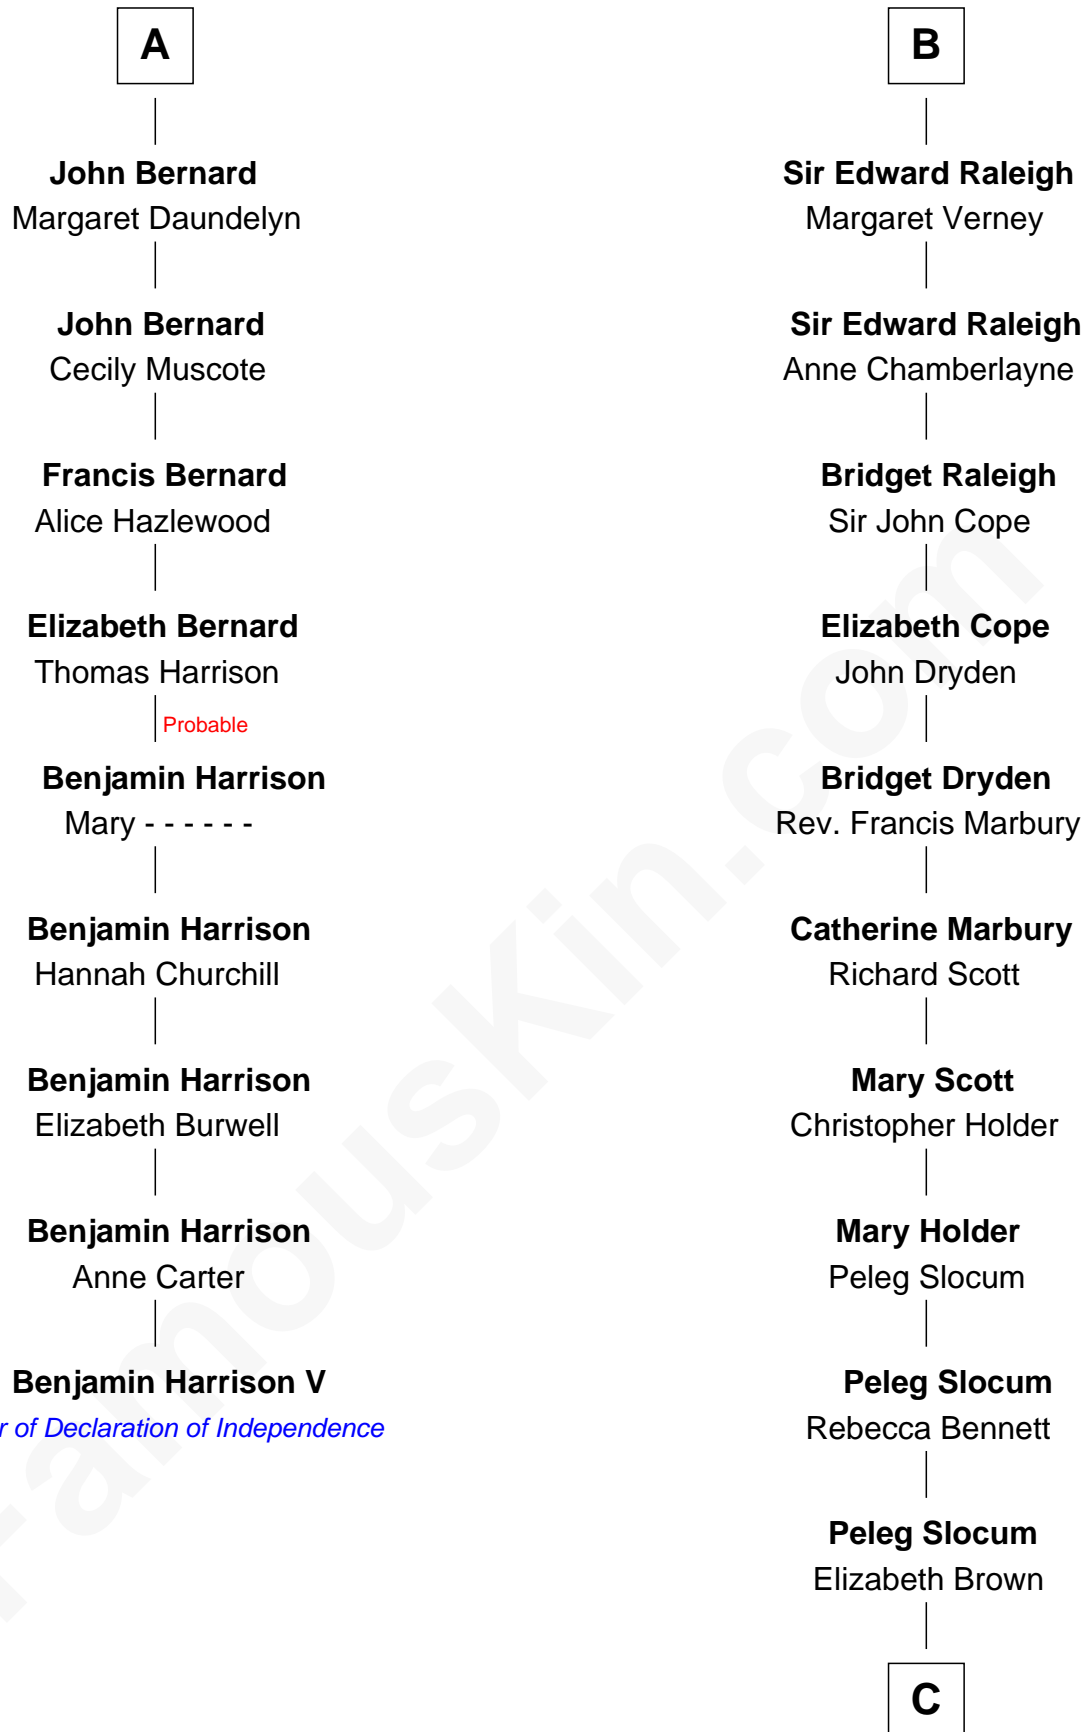 A
John Bernard
Margaret Daundelyn
John Bernard
Cecily Muscote
Francis Bernard
Alice Hazlewood
Elizabeth Bernard
Thomas Harrison
Probable
Benjamin Harrison
Mary - - - - - -
Benjamin Harrison
Hannah Churchill
Benjamin Harrison
Elizabeth Burwell
Benjamin Harrison
Anne Carter
Benjamin Harrison V
r of Declaration of Independence
B
Sir Edward Raleigh
Margaret Verney
Sir Edward Raleigh
Anne Chamberlayne
Bridget Raleigh
Sir John Cope
Elizabeth Cope
John Dryden
Bridget Dryden
Rev. Francis Marbury
Catherine Marbury
Richard Scott
Mary Scott
Christopher Holder
Mary Holder
Peleg Slocum
Peleg Slocum
Rebecca Bennett
Peleg Slocum
Elizabeth Brown
C
FamousKin.com